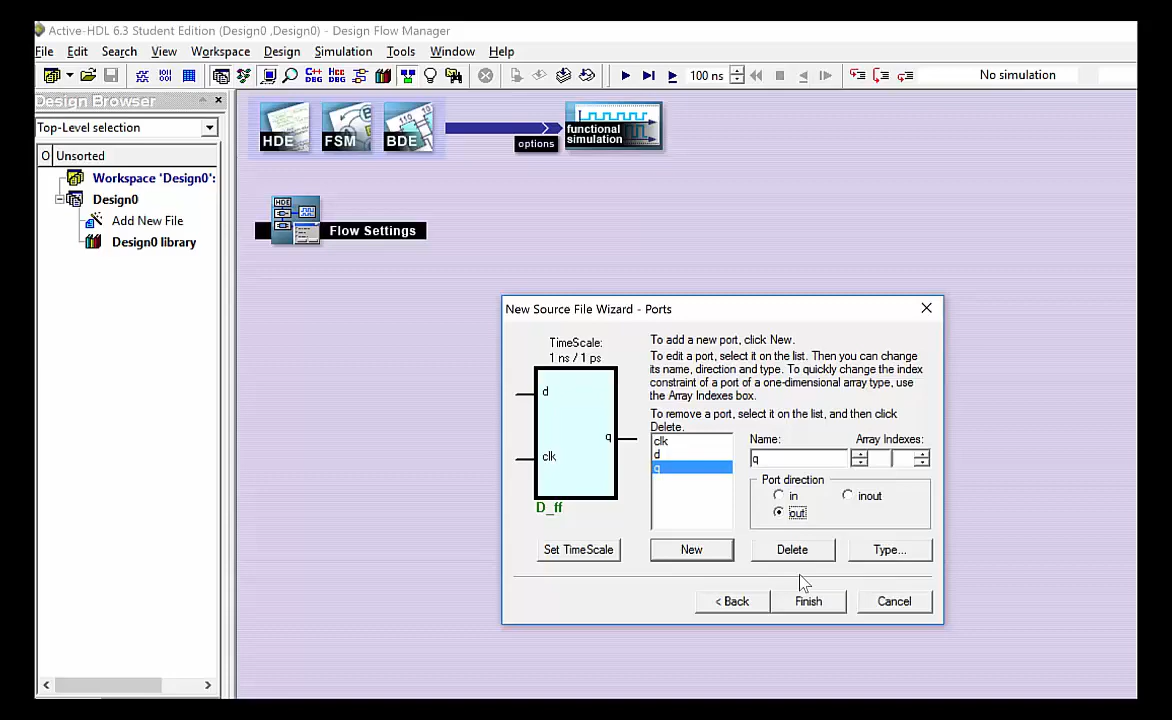 Active-HDL 6.3 Student Edition (Design0 ,Design0) - Design Flow Manager
File Edit Search View Workspace Design Simulation Tools Window Help
100 ns
No simulation
Design Browser
Top-Level selection
O Unsorted
Workspace 'Design0':
Design0
Add New File
Design0 library
HDE
FSM
BDE
options
functional
simulation
HDE
Flow Settings
New Source File Wizard - Ports
TimeScale:
1 ns / 1 ps
d
q
clk
D_ff
To add a new port, click New.
To edit a port, select it on the list. Then you can change
its name, direction and type. To quickly change the index
constraint of a port of a one-dimensional array type, use
the Array Indexes box.
To remove a port, select it on the list, and then click
Delete.
clk
d
q
Name:
Array Indexes:
q
Port direction
in
inout
out
Set TimeScale
New
Delete
Type...
< Back
Finish
Cancel